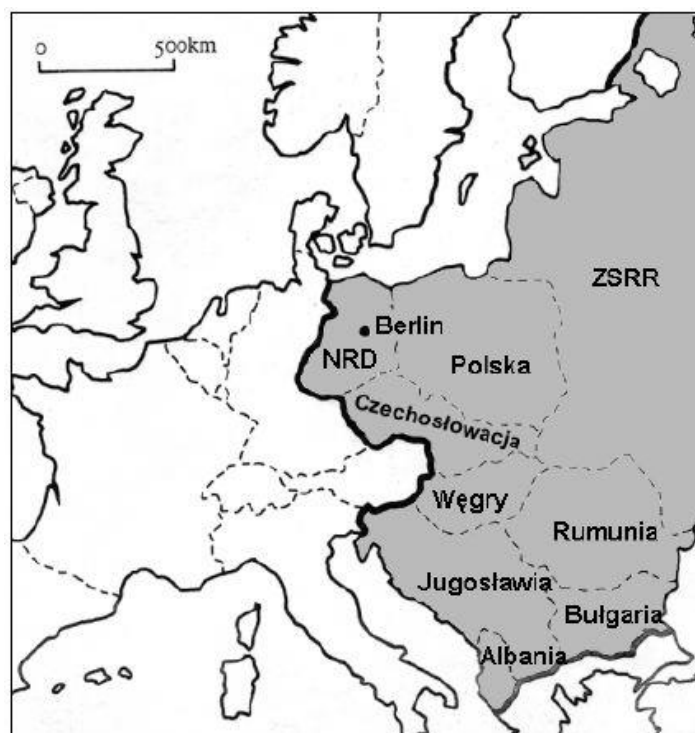 0 500km
ZSRR
Berlin
NRD
Polska
Czechosłowacja
Węgry
Rumunia
Jugosławia
Bułgaria
Albania